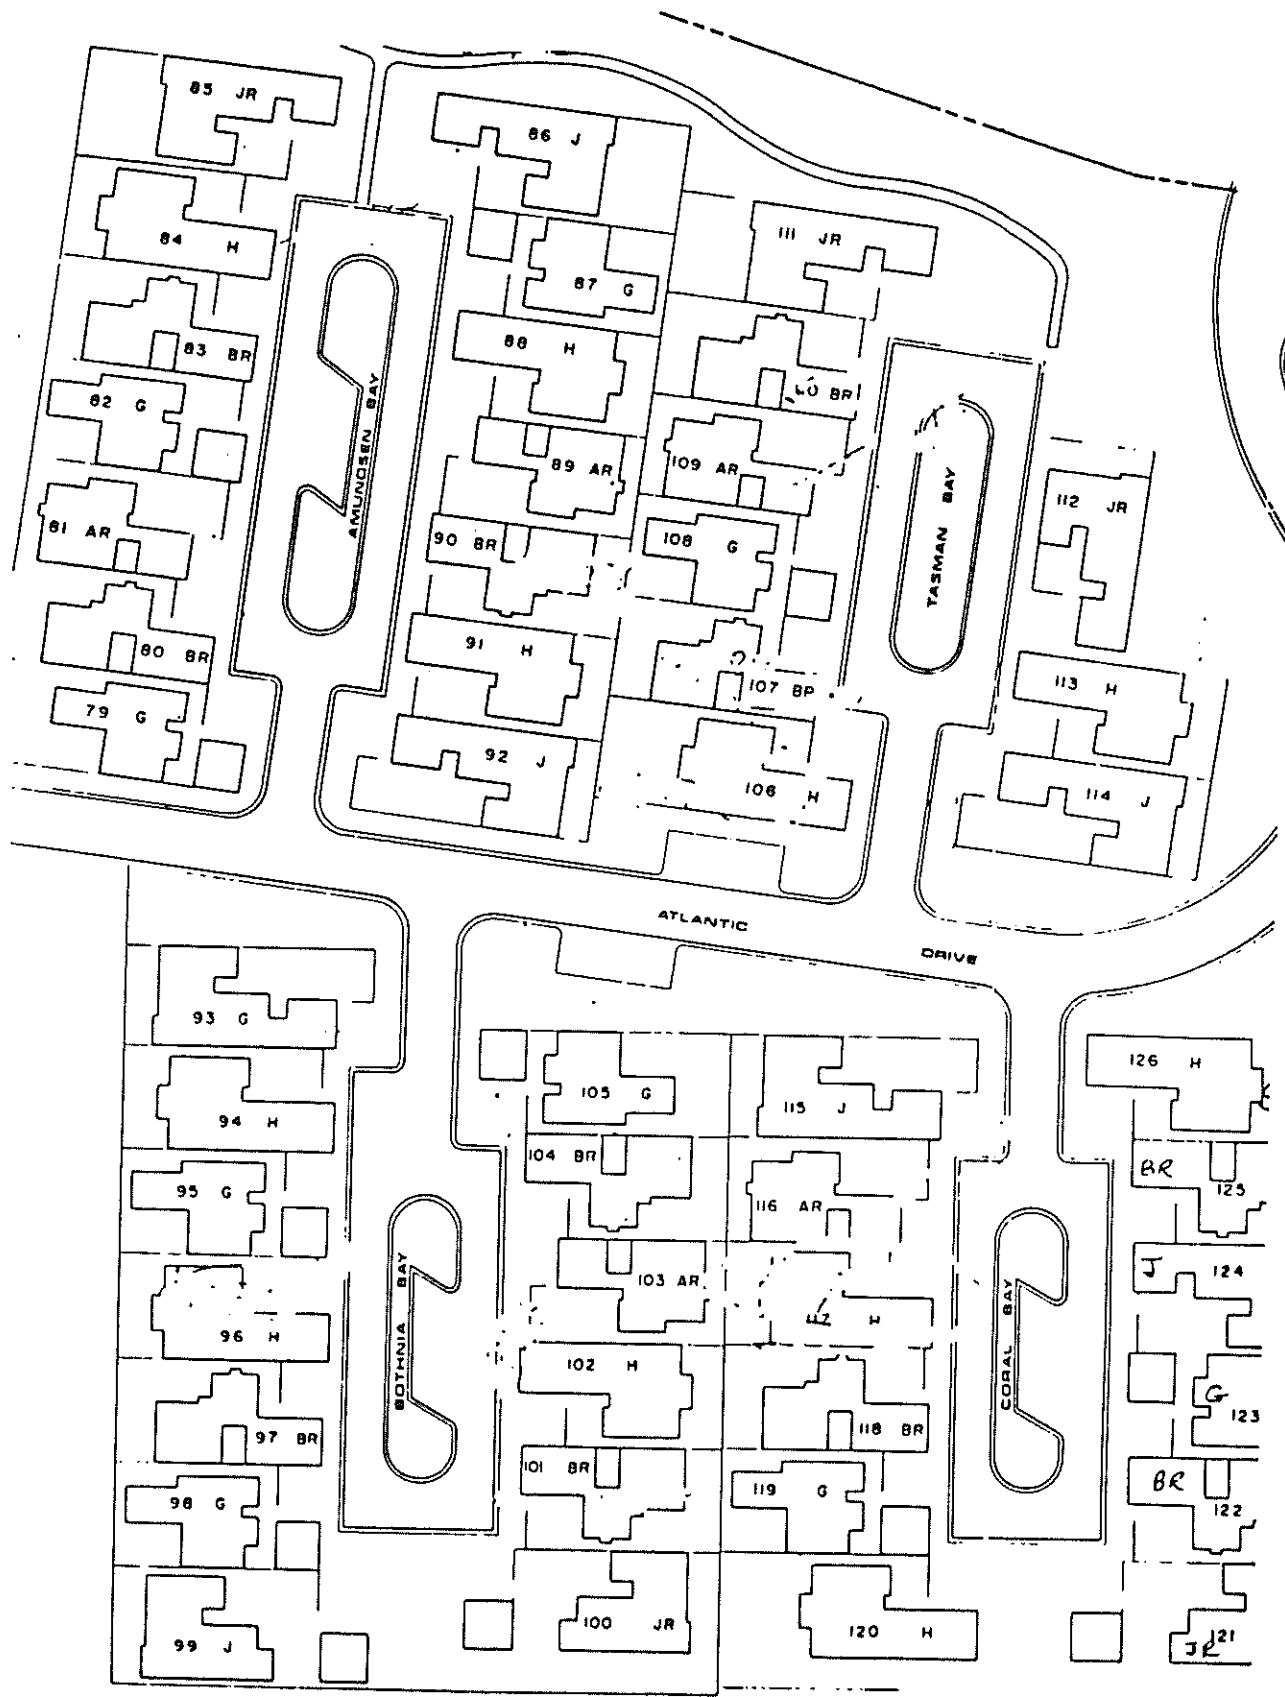 85 JR
86 J
84 H
111 JR
87 G
88 H
83 BR
BR
82 G
AMUNDSEN BAY
89 AR
109 AR
TASMAN BAY
112 JR
81 AR
90 BR
108 G
80 BR
91 H
107 BR
113 H
79 G
92 J
106 H
114 J
ATLANTIC
DRIVE
93 G
105 G
115 J
126 H
94 H
104 BR
BR
125
95 G
116 AR
BOTHNIA BAY
103 AR
CORAL BAY
J
124
96 H
102 H
117 H
G
123
97 BR
118 BR
101 BR
BR
122
98 G
119 G
99 J
100 JR
120 H
JR
121